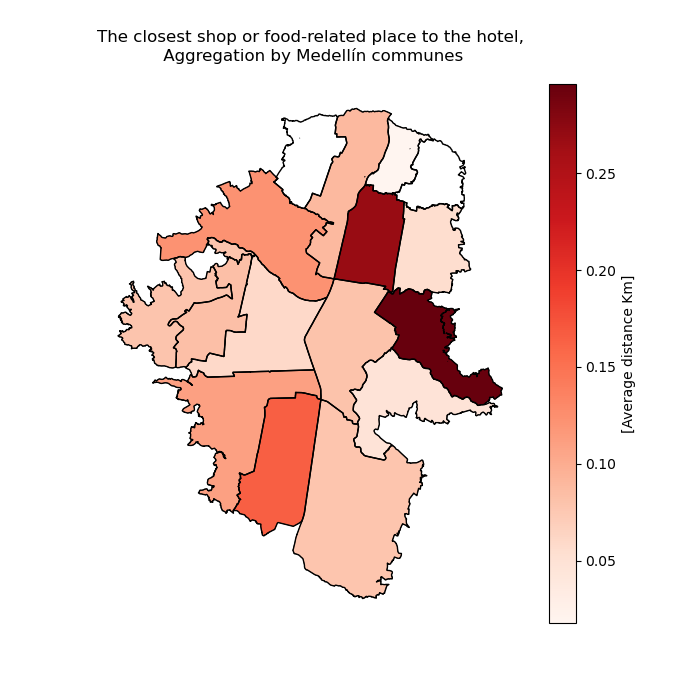 The closest shop or food-related place to the hotel,
Aggregation by Medellín communes
0.25
0.20
0.15
0.10
0.05
[Average distance Km]